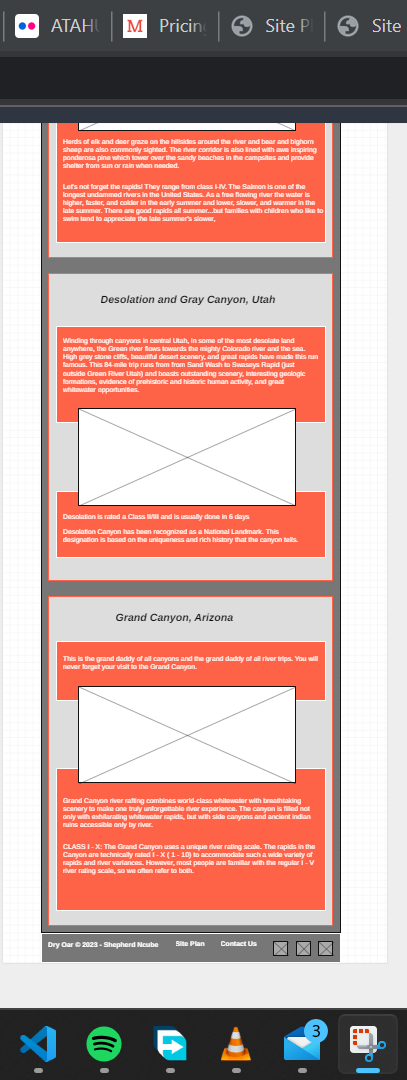 ATAHU
M Pricing
Site P
Site
Herds of elk and deer graze on the hillsides around the river and bear and bighorn
sheep are also commonly sighted. The river corridor is also lined with awe inspiring
ponderosa pine which tower over the sandy beaches in the campsites and provide
shelter from sun or rain when needed.
Let's not forget the rapids! They range from class I-IV. The Salmon is one of the
longest undammed rivers in the United States. As a free flowing river the water is
higher, faster, and colder in the early summer and lower, slower, and warmer in the
late summer. There are good rapids all summer...but families with children who like to
swim tend to appreciate the late summer's slower,
Desolation and Gray Canyon, Utah
Winding through canyons in central Utah, in some of the most desolate land
anywhere, the Green river flows towards the mighty Colorado river and the sea.
High grey stone cliffs, beautiful desert scenery, and great rapids have made this run
famous. This 84-mile trip runs from from Sand Wash to Swaseys Rapid (just
outside Green River Utah) and boasts outstanding scenery, interesting geologic
formations, evidence of prehistoric and historic human activity, and great
whitewater opportunities.
Desolation is rated a Class II/III and is usually done in 6 days
Desolation Canyon has been recognized as a National Landmark. This
designation is based on the uniqueness and rich history that the canyon tells.
Grand Canyon, Arizona
This is the grand daddy of all canyons and the grand daddy of all river trips. You will
never forget your visit to the Grand Canyon.
Grand Canyon river rafting combines world-class whitewater with breathtaking
scenery to make one truly unforgettable river experience. The canyon is filled not
only with exhilarating whitewater rapids, but with side canyons and ancient indian
ruins accessible only by river.
CLASS I - X: The Grand Canyon uses a unique river rating scale. The rapids in the
Canyon are technically rated I - X ( 1 - 10) to accommodate such a wide variety of
rapids and river variances. However, most people are familiar with the regular I - V
river rating scale, so we often refer to both.
Dry Oar © 2023 - Shepherd Ncube
Site Plan
Contact Us
3